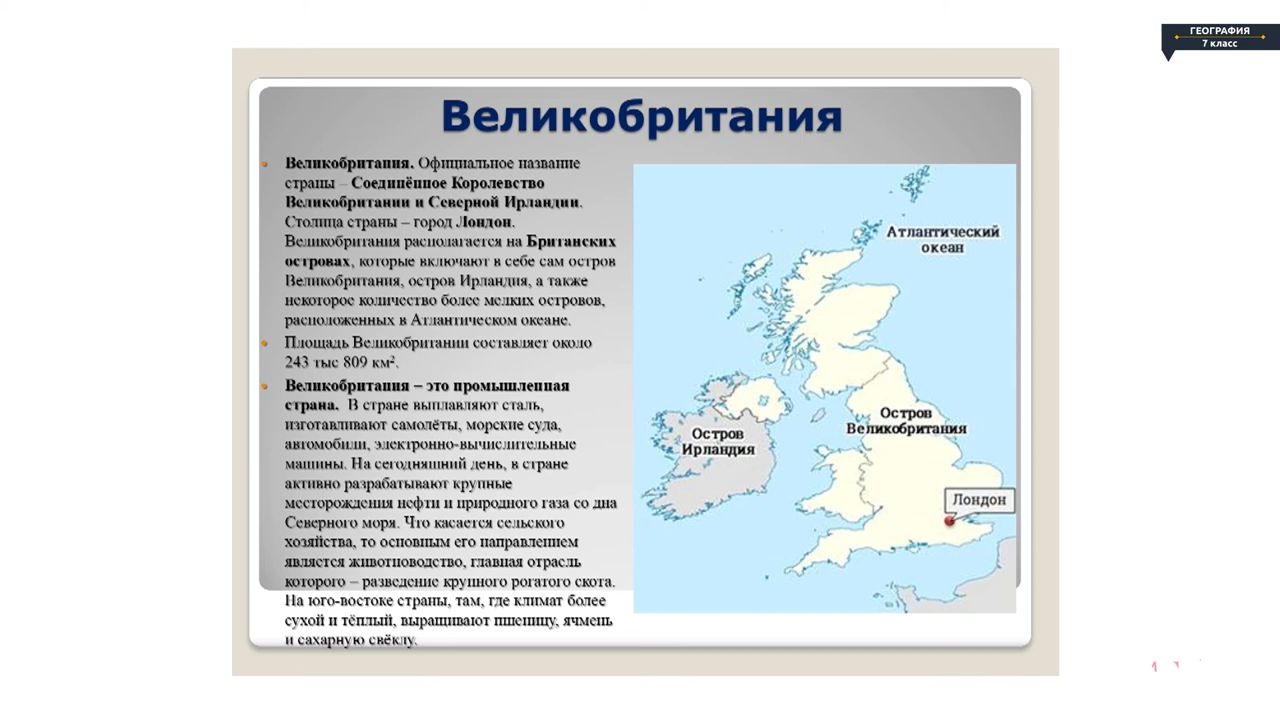 ГЕОГРАФИЯ
7 класс
Великобритания
Великобритания. Официальное название
страны – Соединённое Королевство
Великобритании и Северной Ирландии.
Столица страны – город Лондон.
Великобритания располагается на Британских
островах, которые включают в себе сам остров
Великобритания, остров Ирландия, а также
некоторое количество более мелких островов,
расположенных в Атлантическом океане.
Площадь Великобритании составляет около
243 тыс 809 км².
Великобритания – это промышленная
страна. В стране выплавляют сталь,
изготавливают самолёты, морские суда,
автомобили, электронно-вычислительные
машины. На сегодняшний день, в стране
активно разрабатывают крупные
месторождения нефти и природного газа со дна
Северного моря. Что касается сельского
хозяйства, то основным его направлением
является животноводство, главная отрасль
которого – разведение крупного рогатого скота.
На юго-востоке страны, там, где климат более
сухой и тёплый, выращивают пшеницу, ячмень
и сахарную свёклу.
Атлантический
океан
Остров
Великобритания
Остров
Ирландия
Лондон